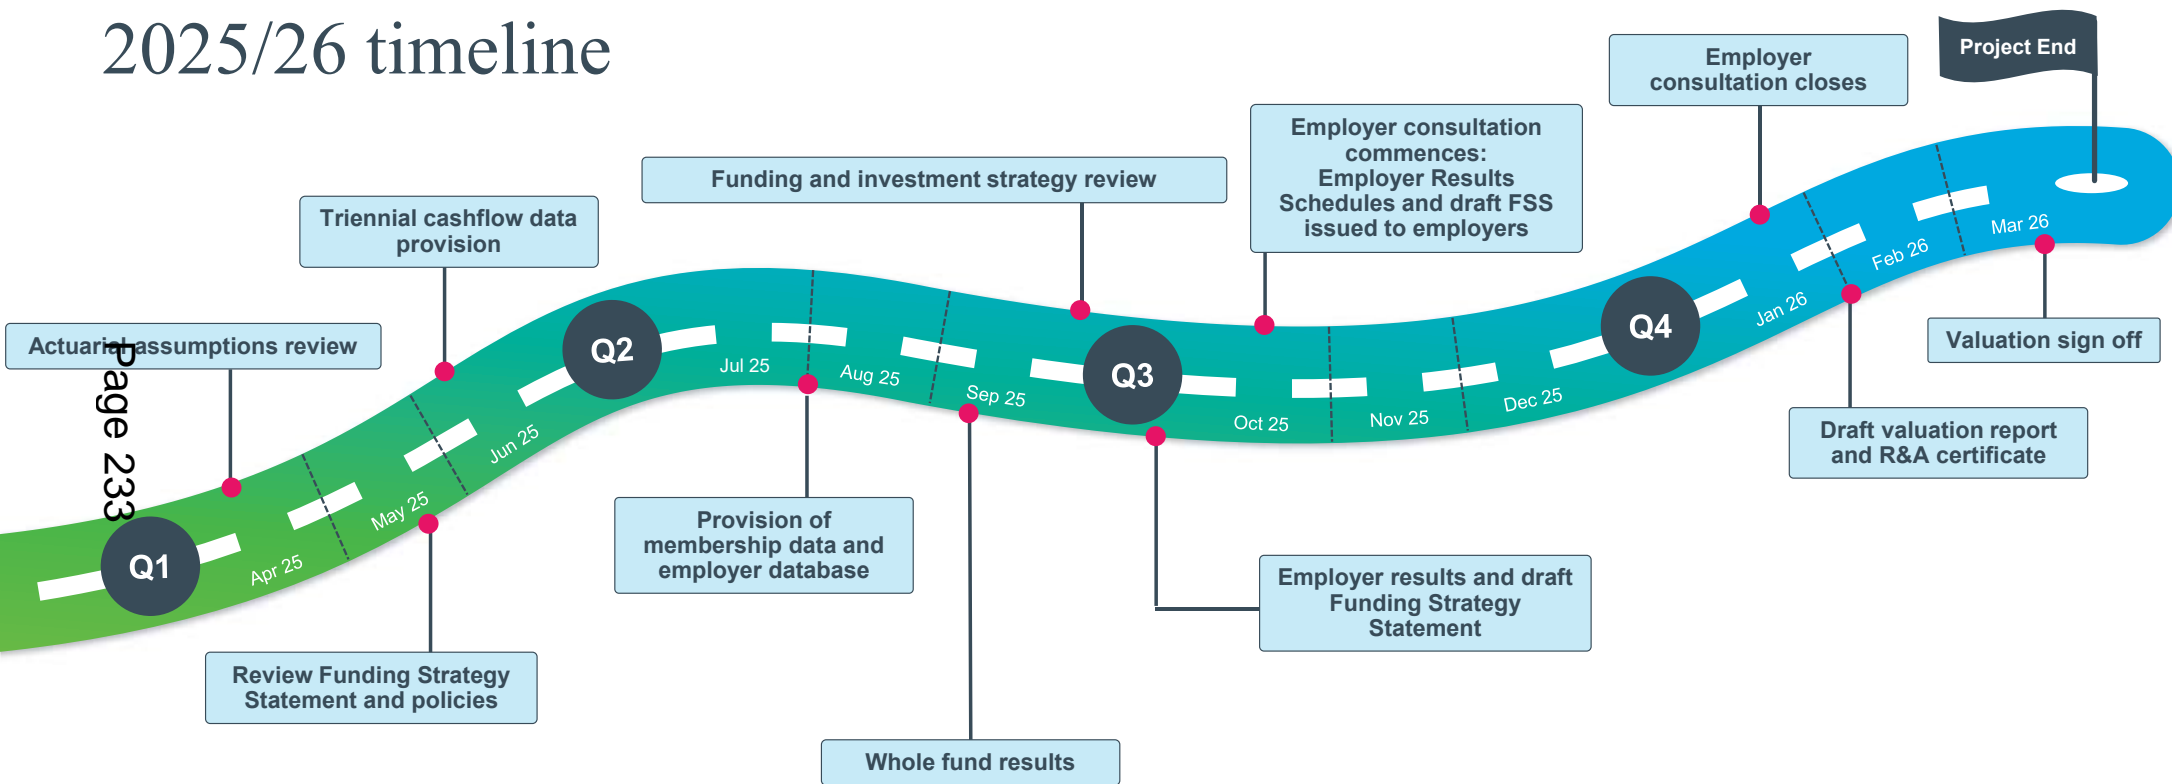 2025/26 timeline
Project End
Employer
consultation closes
Employer consultation
commences:
Employer Results
Schedules and draft FSS
issued to employers
Funding and investment strategy review
Triennial cashflow data
provision
Actuarial assumptions review
Page 233
Q1
Apr 25
May 25
Jun 25
Q2
Jul 25
Aug 25
Sep 25
Q3
Oct 25
Nov 25
Dec 25
Q4
Jan 26
Feb 26
Mar 26
Valuation sign off
Draft valuation report
and R&A certificate
Provision of
membership data and
employer database
Employer results and draft
Funding Strategy
Statement
Review Funding Strategy
Statement and policies
Whole fund results